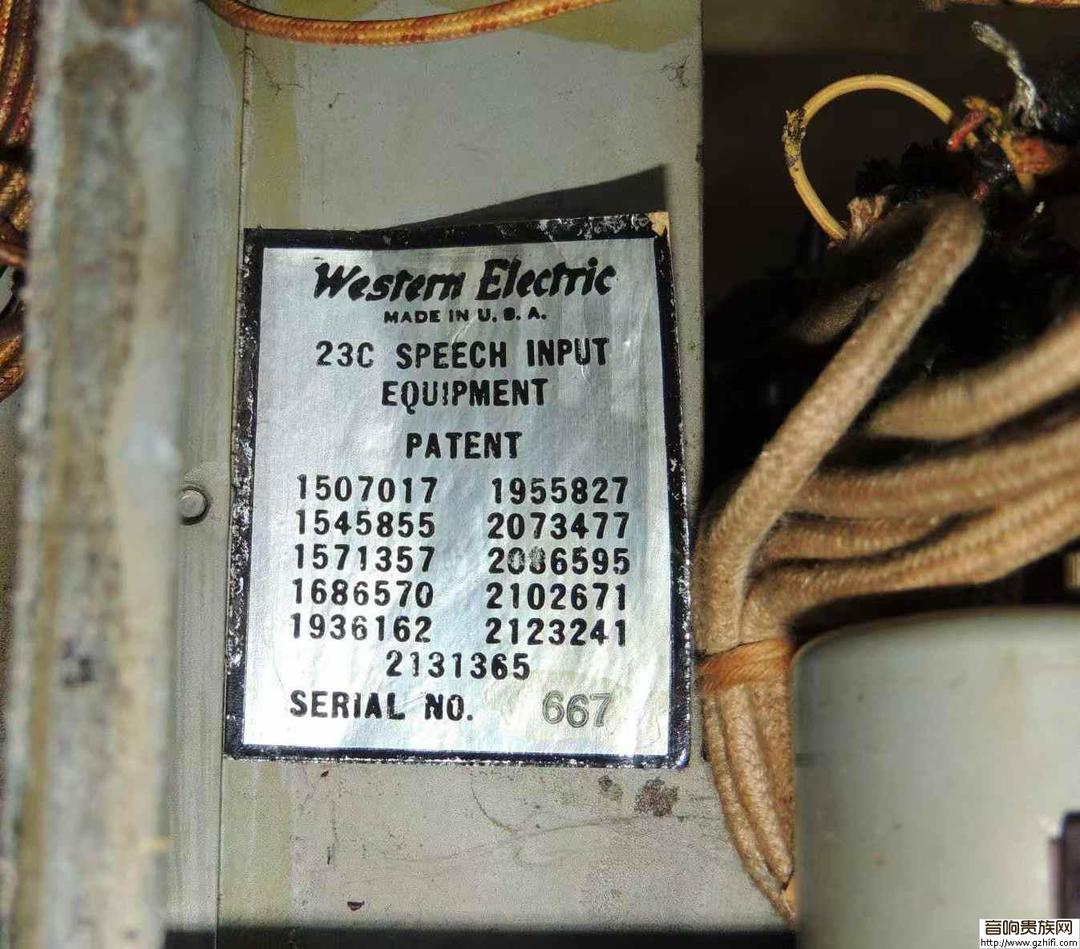 Western Electric
MADE IN U. S. A.
23C SPEECH INPUT
EQUIPMENT
PATENT
1507017 1955827
1545855 2073477
1571357 2086595
1686570 2102671
1936162 2123241
2131365
SERIAL NO. 667
音响贵族网
http://www.gzhifi.com